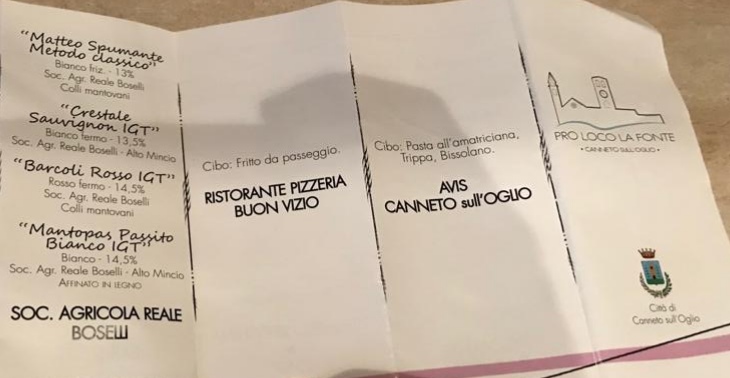 "Matteo Spumante
Metodo classico"
Bianco friz. - 13%
Soc. Agr. Reale Boselli
Colli mantovani
"Crestale
Sauvignon IGT"
Bianco fermo - 13,5%
Soc. Agr. Reale Boselli - Alto Mincio
"Barcoli Rosso IGT"
Rosso fermo - 14,5%
Soc. Agr. Reale Boselli
Colli mantovani
"Mantopas Passito
Bianco IGT"
Bianco - 14,5%
Soc. Agr. Reale Boselli - Alto Mincio
AFFINATO IN LEGNO
SOC. AGRICOLA REALE
BOSELLI
Cibo: Fritto da passeggio.
RISTORANTE PIZZERIA
BUON VIZIO
Cibo: Pasta all'amatriciana,
Trippa, Bissolano.
AVIS
CANNETO sull'OGLIO
PRO LOCO LA FONTE
• CANNETO SULL'OGLIO •
Città di
Canneto sull'Oglio